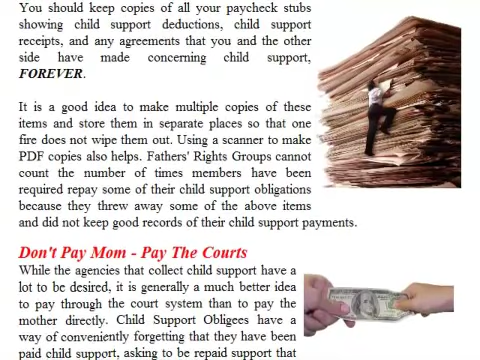 You should keep copies of all your paycheck stubs
showing child support deductions, child support
receipts, and any agreements that you and the other
side have made concerning child support,
FOREVER.
It is a good idea to make multiple copies of these
items and store them in separate places so that one
fire does not wipe them out. Using a scanner to make
PDF copies also helps. Fathers' Rights Groups cannot
count the number of times members have been
required repay some of their child support obligations
because they threw away some of the above items
and did not keep good records of their child support payments.
Don't Pay Mom - Pay The Courts
While the agencies that collect child support have a
lot to be desired, it is generally a much better idea
to pay through the court system than to pay the
mother directly. Child Support Obligees have a
way of conveniently forgetting that they have been
paid child support, asking to be repaid support that